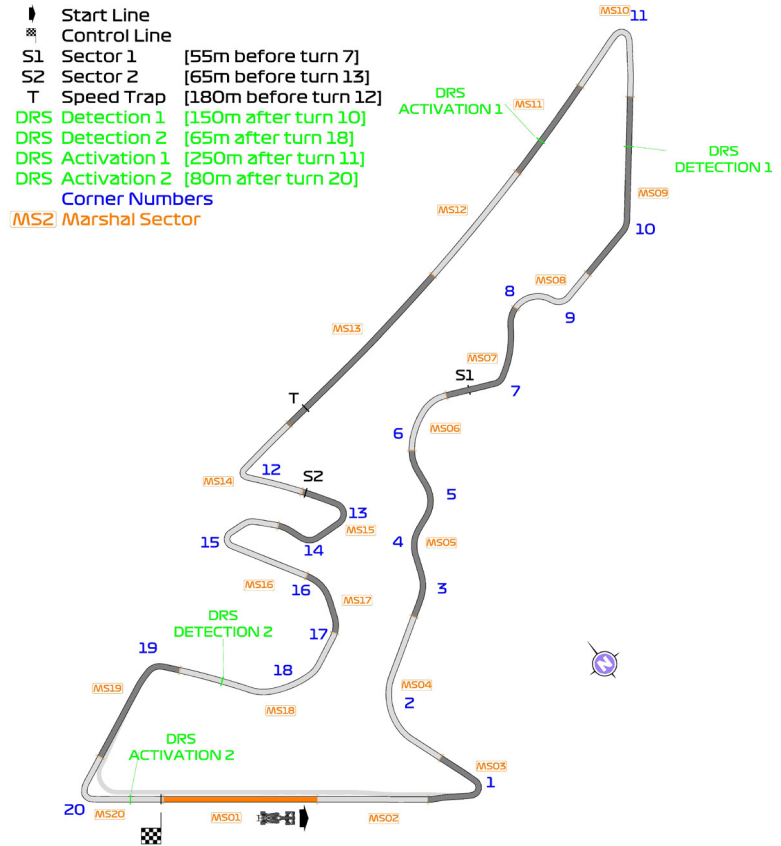 Start Line
Control Line
S1 Sector 1 [55m before turn 7]
S2 Sector 2 [65m before turn 13]
T Speed Trap [180m before turn 12]
DRS Detection 1 [150m after turn 10]
DRS Detection 2 [65m after turn 18]
DRS Activation 1 [250m after turn 11]
DRS Activation 2 [80m after turn 20]
Corner Numbers
MS2 Marshal Sector
MS10
11
DRS
ACTIVATION 1
MS11
DRS
DETECTION 1
MS09
MS12
10
MS08
8
9
MS13
MS07
S1
7
T
MS06
6
12
S2
MS14
5
13
MS15
15
14
4
MS05
MS16
16
3
MS17
DRS
DETECTION 2
17
19
18
N
MS19
MS18
MS04
2
DRS
ACTIVATION 2
MS03
1
20
MS20
MS01
MS02